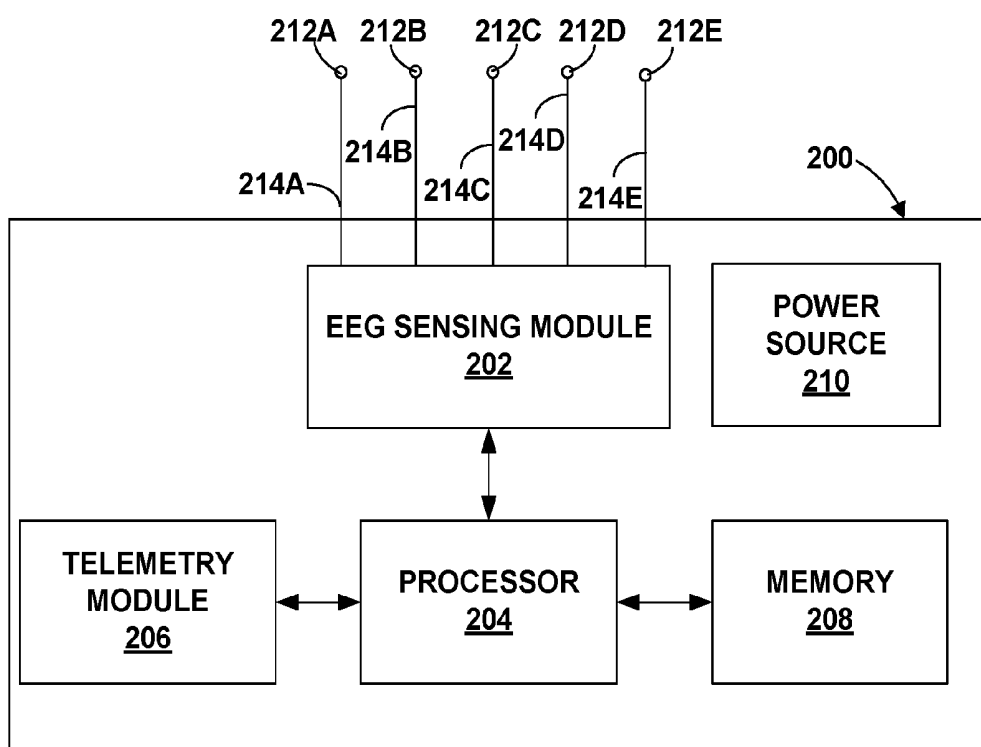 212A 212B 212C 212D 212E
214B
214D
214A
214C
214E
200
EEG SENSING MODULE
202
POWER
SOURCE
210
TELEMETRY
MODULE
206
PROCESSOR
204
MEMORY
208